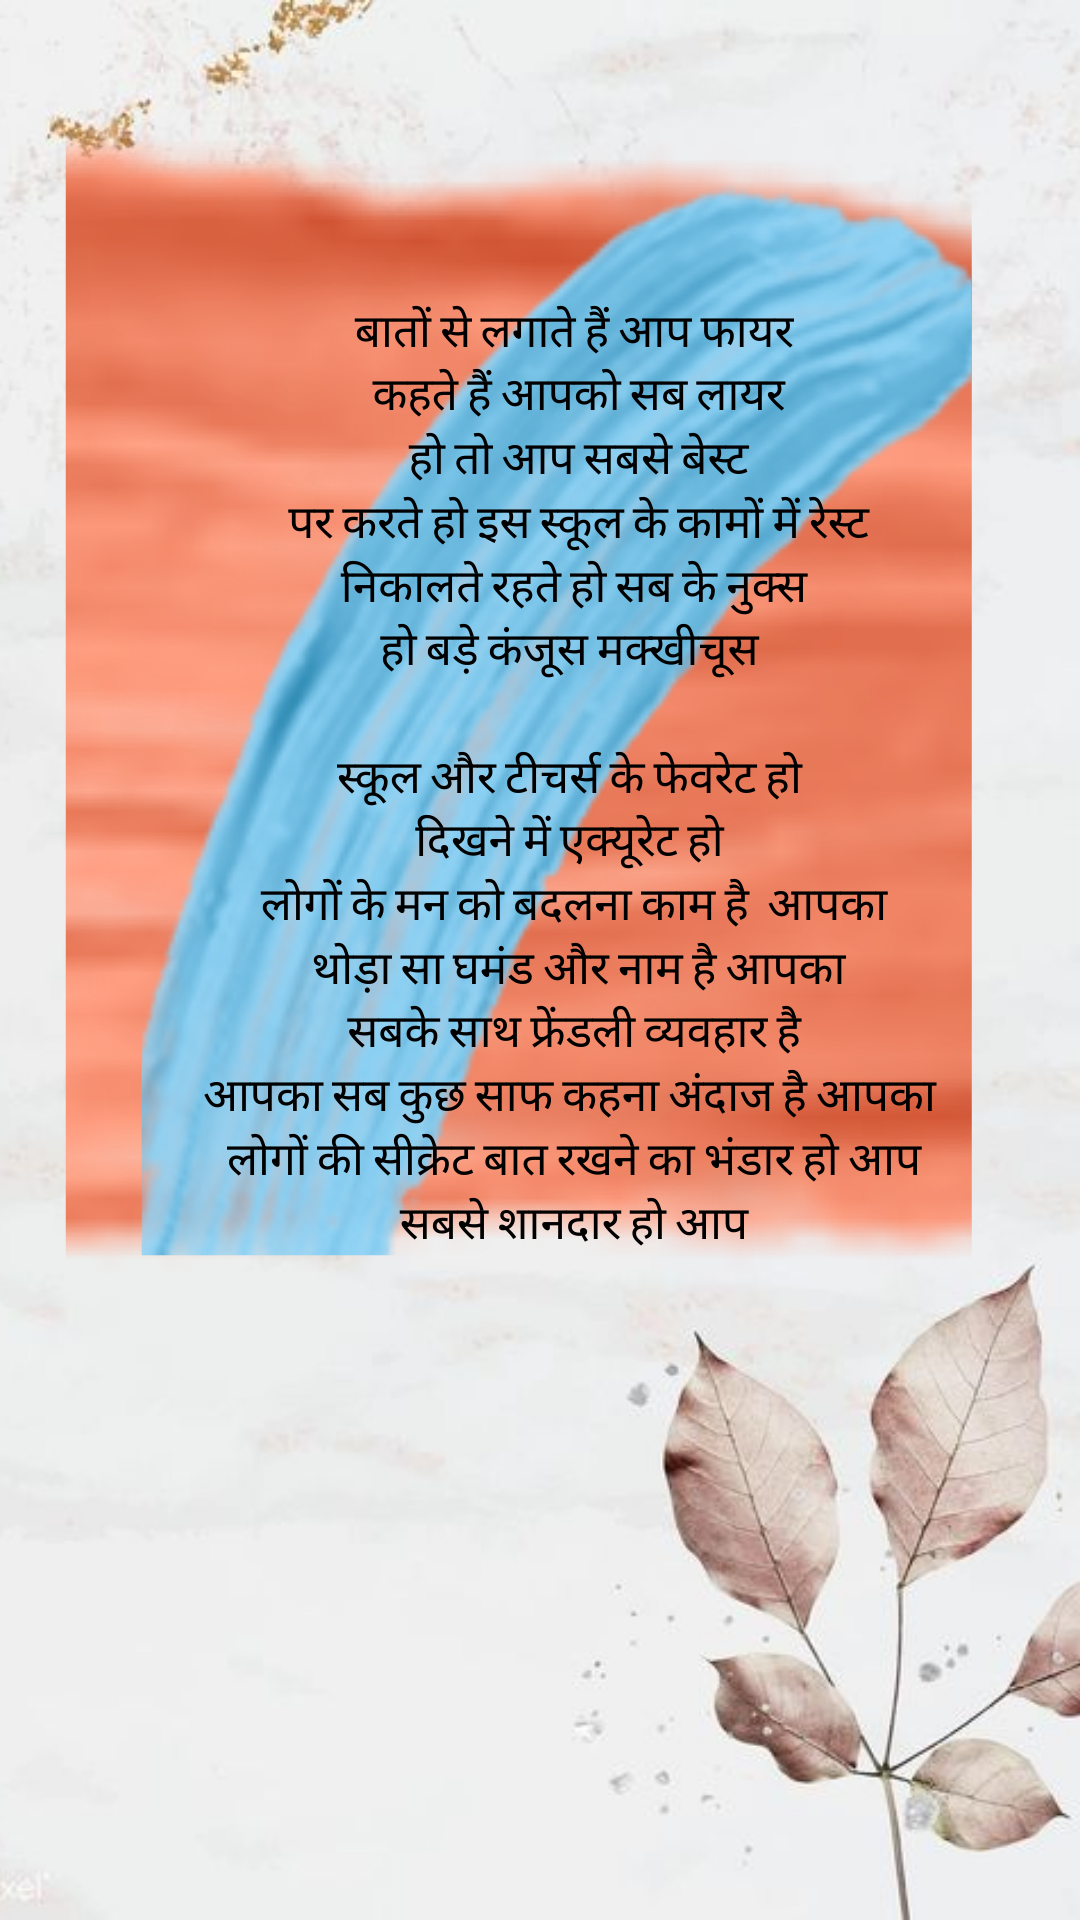 बातों से लगाते हैं आप फायर
कहते हैं आपको सब लायर
हो तो आप सबसे बेस्ट
पर करते हो इस स्कूल के कामों में रेस्ट
निकालते रहते हो सब के नुक्स
हो बड़े कंजूस मक्खीचूस
स्कूल और टीचर्स के फेवरेट हो
दिखने में एक्यूरेट हो
लोगों के मन को बदलना काम है आपका
थोड़ा सा घमंड और नाम है आपका
सबके साथ फ्रेंडली व्यवहार है
आपका सब कुछ साफ कहना अंदाज है आपका
लोगों की सीक्रेट बात रखने का भंडार हो आप
सबसे शानदार हो आप
xel